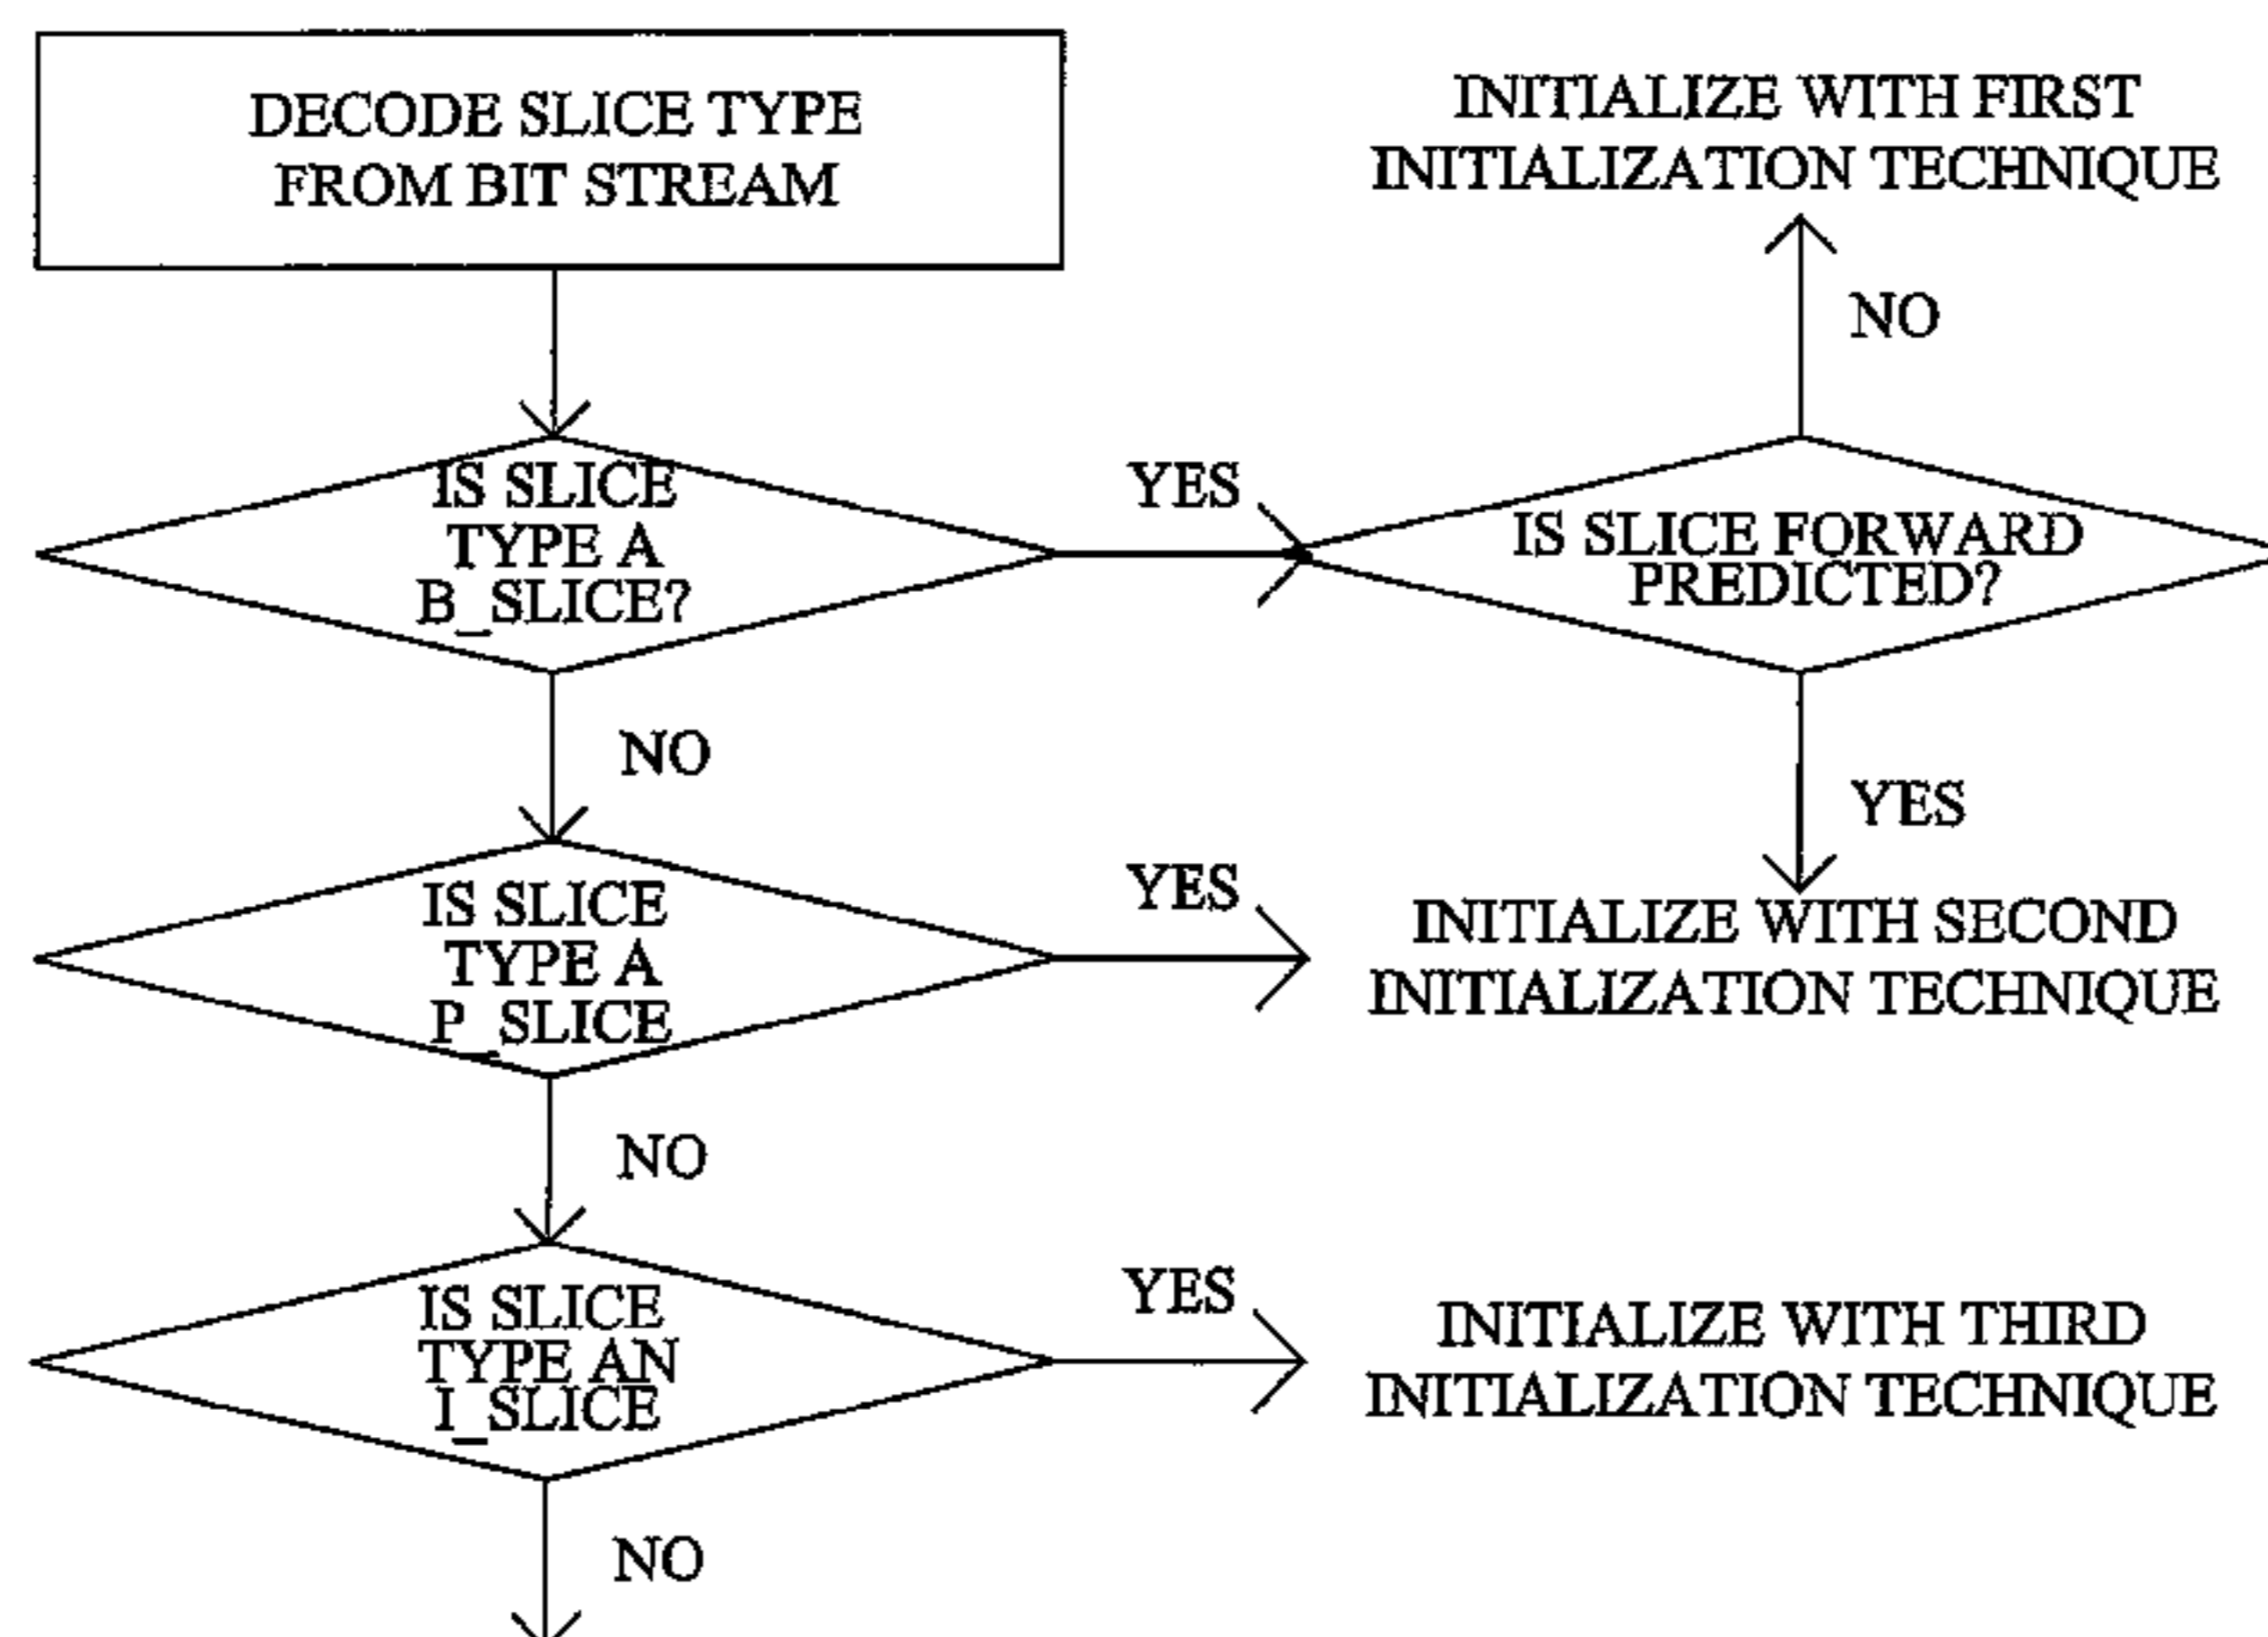 DECODE SLICE TYPE
FROM BIT STREAM
INITIALIZE WITH FIRST
INITIALIZATION TECHNIQUE
NO
IS SLICE
TYPE A
B_SLICE?
YES
IS SLICE FORWARD
PREDICTED?
NO
YES
IS SLICE
TYPE A
P_SLICE
YES
INITIALIZE WITH SECOND
INITIALIZATION TECHNIQUE
NO
IS SLICE
TYPE AN
I_SLICE
YES
INITIALIZE WITH THIRD
INITIALIZATION TECHNIQUE
NO